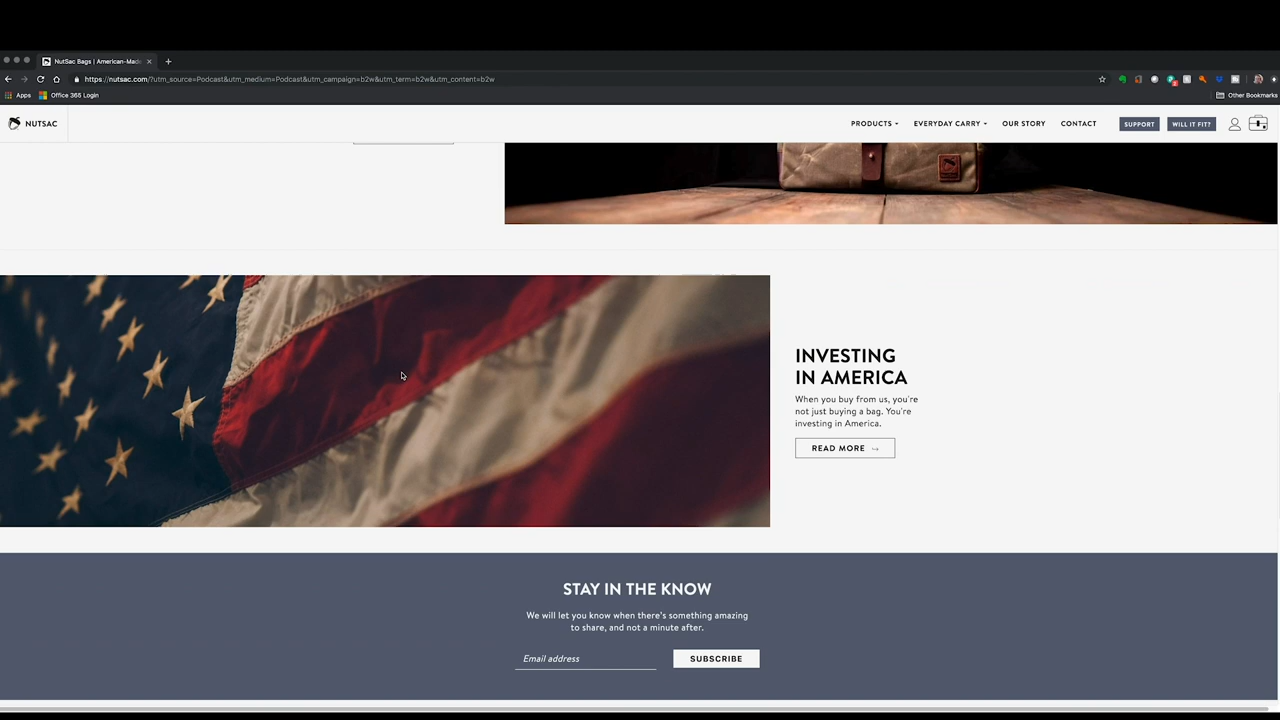 NutSac Bags | American-Made
https://nutsac.com/?utm_source=Podcast&utm_medium=Podcast&utm_campaign=b2w&utm_term=b2w&utm_content=b2w
Apps Office 365 Login Other Bookmarks
NUTSAC PRODUCTS EVERYDAY CARRY OUR STORY CONTACT SUPPORT WILL IT FIT?
INVESTING
IN AMERICA
When you buy from us, you're
not just buying a bag. You're
investing in America.
READ MORE
STAY IN THE KNOW
We will let you know when there's something amazing
to share, and not a minute after.
Email address SUBSCRIBE